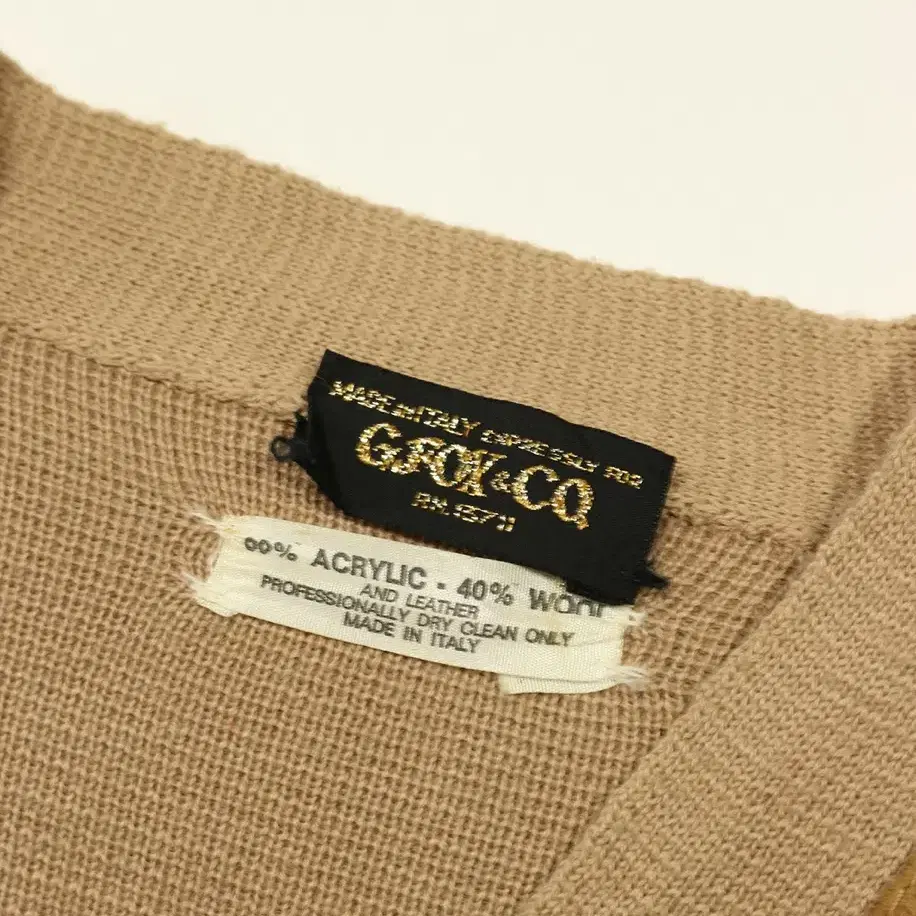 MADE IN ITALY EXPRESSLY FOR
G.FOX & CO.
60% ACRYLIC - 40% WOOL
AND LEATHER
PROFESSIONALLY DRY CLEAN ONLY
MADE IN ITALY